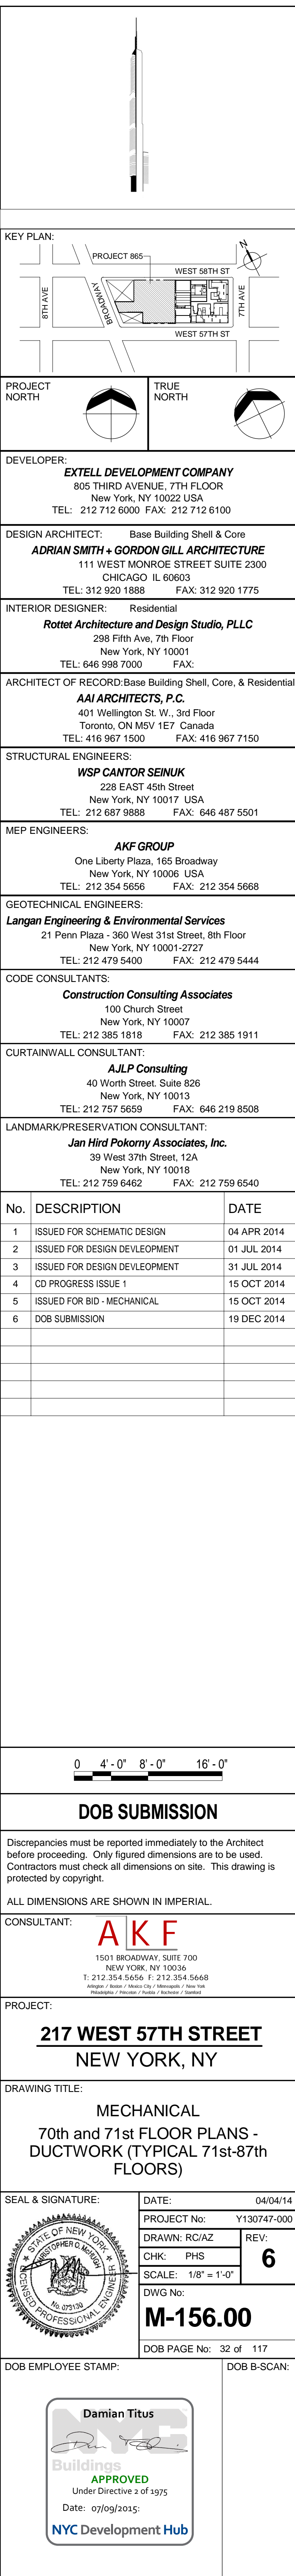 KEY PLAN:
N
PROJECT 865
WEST 58TH ST
8TH AVE
BROADWAY
7TH AVE
WEST 57TH ST
PROJECT NORTH
TRUE NORTH
DEVELOPER:
EXTELL DEVELOPMENT COMPANY
805 THIRD AVENUE, 7TH FLOOR
New York, NY 10022 USA
TEL: 212 712 6000 FAX: 212 712 6100
DESIGN ARCHITECT: Base Building Shell & Core
ADRIAN SMITH + GORDON GILL ARCHITECTURE
111 WEST MONROE STREET SUITE 2300
CHICAGO IL 60603
TEL: 312 920 1888 FAX: 312 920 1775
INTERIOR DESIGNER: Residential
Rottet Architecture and Design Studio, PLLC
298 Fifth Ave, 7th Floor
New York, NY 10001
TEL: 646 998 7000 FAX:
ARCHITECT OF RECORD:Base Building Shell, Core, & Residential
AAI ARCHITECTS, P.C.
401 Wellington St. W., 3rd Floor
Toronto, ON M5V 1E7 Canada
TEL: 416 967 1500 FAX: 416 967 7150
STRUCTURAL ENGINEERS:
WSP CANTOR SEINUK
228 EAST 45th Street
New York, NY 10017 USA
TEL: 212 687 9888 FAX: 646 487 5501
MEP ENGINEERS:
AKF GROUP
One Liberty Plaza, 165 Broadway
New York, NY 10006 USA
TEL: 212 354 5656 FAX: 212 354 5668
GEOTECHNICAL ENGINEERS:
Langan Engineering & Environmental Services
21 Penn Plaza - 360 West 31st Street, 8th Floor
New York, NY 10001-2727
TEL: 212 479 5400 FAX: 212 479 5444
CODE CONSULTANTS:
Construction Consulting Associates
100 Church Street
New York, NY 10007
TEL: 212 385 1818 FAX: 212 385 1911
CURTAINWALL CONSULTANT:
AJLP Consulting
40 Worth Street. Suite 826
New York, NY 10013
TEL: 212 757 5659 FAX: 646 219 8508
LANDMARK/PRESERVATION CONSULTANT:
Jan Hird Pokorny Associates, Inc.
39 West 37th Street, 12A
New York, NY 10018
TEL: 212 759 6462 FAX: 212 759 6540
No. DESCRIPTION DATE
1 ISSUED FOR SCHEMATIC DESIGN 04 APR 2014
2 ISSUED FOR DESIGN DEVLEOPMENT 01 JUL 2014
3 ISSUED FOR DESIGN DEVLEOPMENT 31 JUL 2014
4 CD PROGRESS ISSUE 1 15 OCT 2014
5 ISSUED FOR BID - MECHANICAL 15 OCT 2014
6 DOB SUBMISSION 19 DEC 2014
0 4' - 0" 8' - 0" 16' - 0"
DOB SUBMISSION
Discrepancies must be reported immediately to the Architect
before proceeding. Only figured dimensions are to be used.
Contractors must check all dimensions on site. This drawing is
protected by copyright.
ALL DIMENSIONS ARE SHOWN IN IMPERIAL.
CONSULTANT:
AKF
1501 BROADWAY, SUITE 700
NEW YORK, NY 10036
T: 212.354.5656 F: 212.354.5668
Arlington / Boston / Mexico City / Minneapolis / New York
Philadelphia / Princeton / Puebla / Rochester / Stamford
PROJECT:
217 WEST 57TH STREET
NEW YORK, NY
DRAWING TITLE:
MECHANICAL
70th and 71st FLOOR PLANS -
DUCTWORK (TYPICAL 71st-87th
FLOORS)
SEAL & SIGNATURE:
STATE OF NEW YORK
No. 073130
LICENSED PROFESSIONAL ENGINEER
DATE: 04/04/14
PROJECT No: Y130747-000
DRAWN: RC/AZ
REV: 6
CHK: PHS
SCALE: 1/8" = 1'-0"
DWG No:
M-156.00
DOB PAGE No: 32 of 117
DOB EMPLOYEE STAMP:
DOB B-SCAN:
Damian Titus
NYC
Buildings
APPROVED
Under Directive 2 of 1975
Date: 07/09/2015:
NYC Development Hub